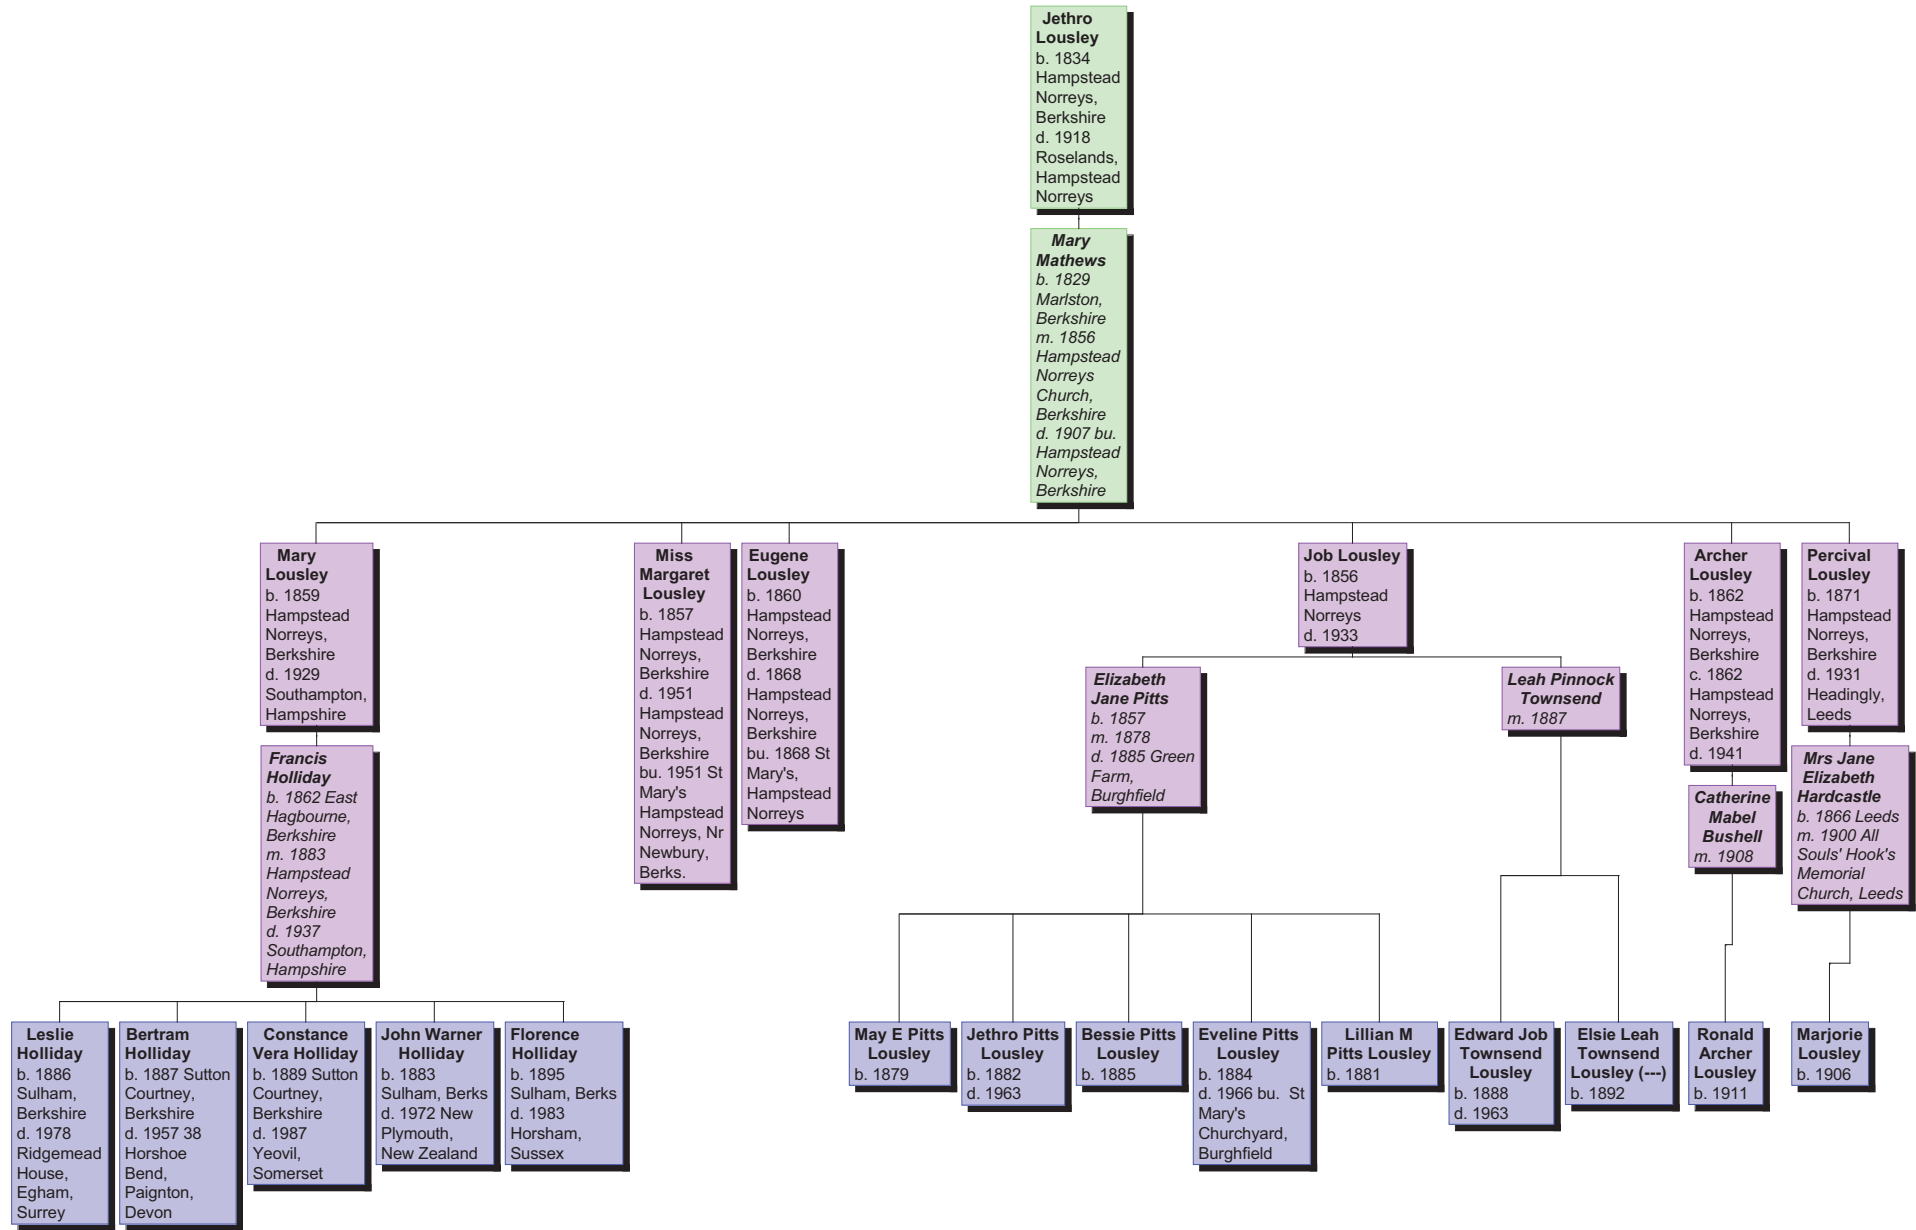 Jethro
Lousley
b. 1834
Hampstead
Norreys,
Berkshire
d. 1918
Roselands,
Hampstead
Norreys
Mary
Mathews
b. 1829
Marlston,
Berkshire
m. 1856
Hampstead
Norreys
Church,
Berkshire
d. 1907 bu.
Hampstead
Norreys,
Berkshire
Mary
Lousley
b. 1859
Hampstead
Norreys,
Berkshire
d. 1929
Southampton,
Hampshire
Francis
Holliday
b. 1862 East
Hagbourne,
Berkshire
m. 1883
Hampstead
Norreys,
Berkshire
d. 1937
Southampton,
Hampshire
Miss
Margaret
Lousley
b. 1857
Hampstead
Norreys,
Berkshire
d. 1951
Hampstead
Norreys,
Berkshire
bu. 1951 St
Mary's
Hampstead
Norreys, Nr
Newbury,
Berks.
Eugene
Lousley
b. 1860
Hampstead
Norreys,
Berkshire
d. 1868
Hampstead
Norreys,
Berkshire
bu. 1868 St
Mary's,
Hampstead
Norreys
Job Lousley
b. 1856
Hampstead
Norreys
d. 1933
Elizabeth
Jane Pitts
b. 1857
m. 1878
d. 1885 Green
Farm,
Burghfield
Leah Pinnock
Townsend
m. 1887
Archer
Lousley
b. 1862
Hampstead
Norreys,
Berkshire
c. 1862
Hampstead
Norreys,
Berkshire
d. 1941
Catherine
Mabel
Bushell
m. 1908
Percival
Lousley
b. 1871
Hampstead
Norreys,
Berkshire
d. 1931
Headingly,
Leeds
Mrs Jane
Elizabeth
Hardcastle
b. 1866 Leeds
m. 1900 All
Souls' Hook's
Memorial
Church, Leeds
Leslie
Holliday
b. 1886
Sulham,
Berkshire
d. 1978
Ridgemead
House,
Egham,
Surrey
Bertram
Holliday
b. 1887 Sutton
Courtney,
Berkshire
d. 1957 38
Horshoe
Bend,
Paignton,
Devon
Constance
Vera Holliday
b. 1889 Sutton
Courtney,
Berkshire
d. 1987
Yeovil,
Somerset
John Warner
Holliday
b. 1883
Sulham, Berks
d. 1972 New
Plymouth,
New Zealand
Florence
Holliday
b. 1895
Sulham, Berks
d. 1983
Horsham,
Sussex
May E Pitts
Lousley
b. 1879
Jethro Pitts
Lousley
b. 1882
d. 1963
Bessie Pitts
Lousley
b. 1885
Eveline Pitts
Lousley
b. 1884
d. 1966 bu. St
Mary's
Churchyard,
Burghfield
Lillian M
Pitts Lousley
b. 1881
Edward Job
Townsend
Lousley
b. 1888
d. 1963
Elsie Leah
Townsend
Lousley (---)
b. 1892
Ronald
Archer
Lousley
b. 1911
Marjorie
Lousley
b. 1906